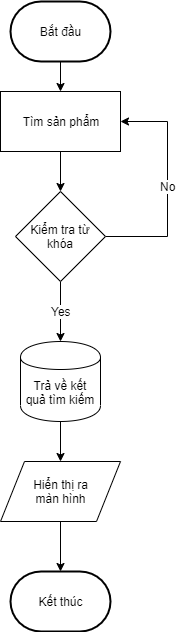 Bắt đầu
Tìm sản phẩm
Kiểm tra từ
khóa
No
Yes
Trả về kết
quả tìm kiếm
Hiển thị ra
màn hình
Kết thúc